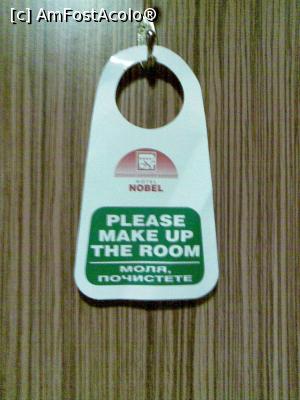 [c] AmFostAcolo®
HOTEL
NOBEL
PLEASE
MAKE UP
THE ROOM
МОЛЯ,
ПОЧИСТЕТЕ